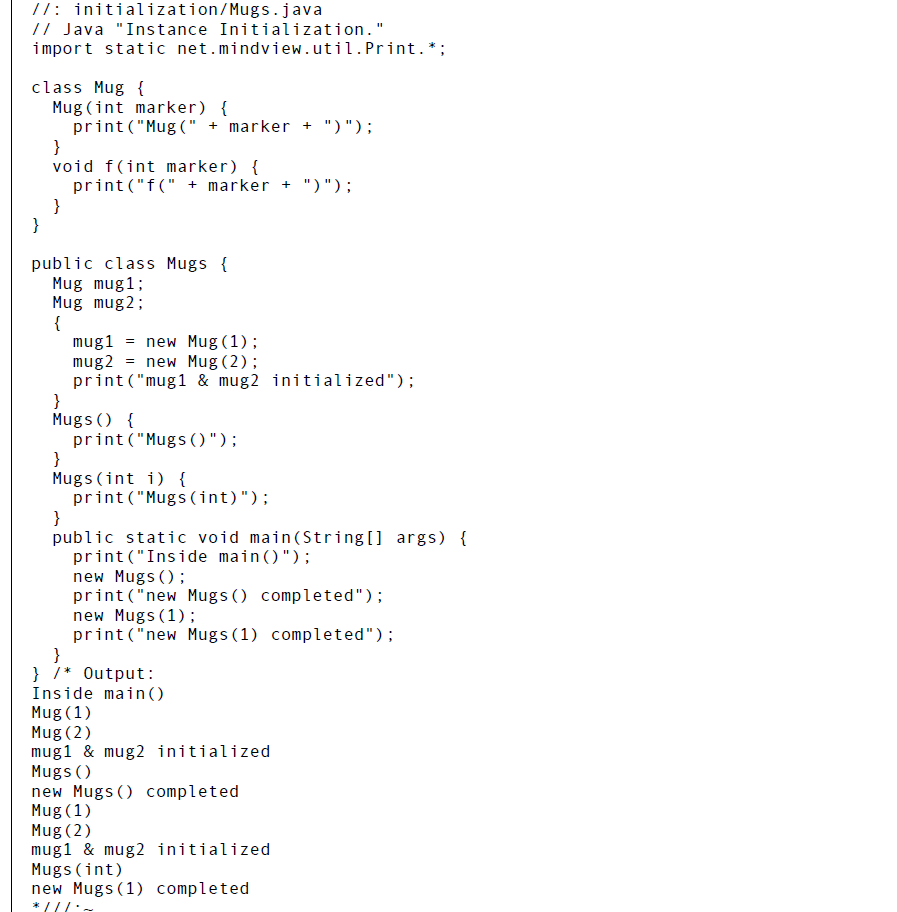 //: initialization/Mugs.java
// Java "Instance Initialization."
import static net.mindview.util.Print.*;

class Mug {
  Mug(int marker) {
    print("Mug(" + marker + ")");
  }
  void f(int marker) {
    print("f(" + marker + ")");
  }
}

public class Mugs {
  Mug mug1;
  Mug mug2;
  {
    mug1 = new Mug(1);
    mug2 = new Mug(2);
    print("mug1 & mug2 initialized");
  }
  Mugs() {
    print("Mugs()");
  }
  Mugs(int i) {
    print("Mugs(int)");
  }
  public static void main(String[] args) {
    print("Inside main()");
    new Mugs();
    print("new Mugs() completed");
    new Mugs(1);
    print("new Mugs(1) completed");
  }
} /* Output:
Inside main()
Mug(1)
Mug(2)
mug1 & mug2 initialized
Mugs()
new Mugs() completed
Mug(1)
Mug(2)
mug1 & mug2 initialized
Mugs(int)
new Mugs(1) completed
*///:~